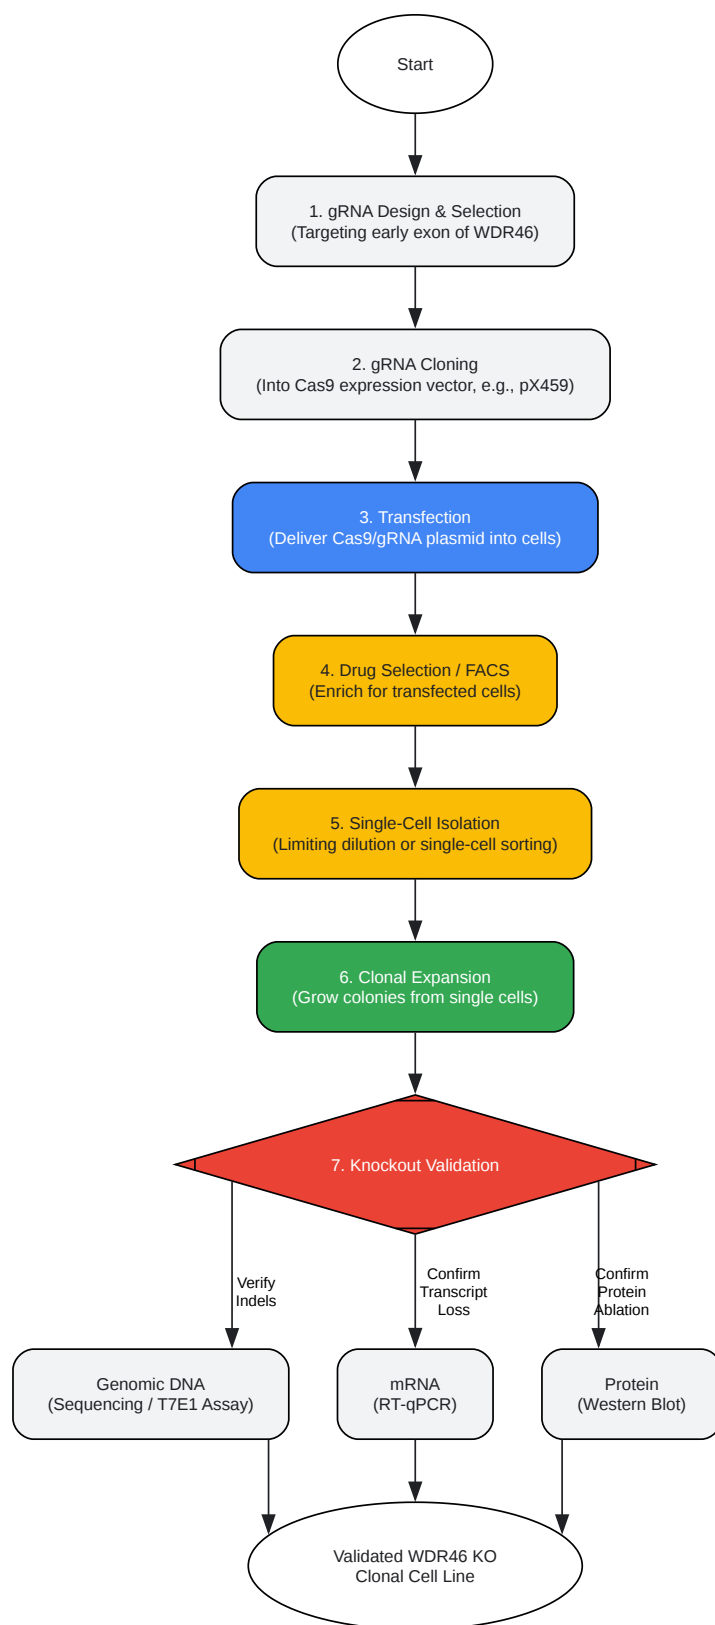 Start
1. gRNA Design & Selection
(Targeting early exon of WDR46)
2. gRNA Cloning
(Into Cas9 expression vector, e.g., pX459)
3. Transfection
(Deliver Cas9/gRNA plasmid into cells)
4. Drug Selection / FACS
(Enrich for transfected cells)
5. Single-Cell Isolation
(Limiting dilution or single-cell sorting)
6. Clonal Expansion
(Grow colonies from single cells)
7. Knockout Validation
Verify
Indels
Confirm
Transcript
Loss
Confirm
Protein
Ablation
Genomic DNA
(Sequencing / T7E1 Assay)
mRNA
(RT-qPCR)
Protein
(Western Blot)
Validated WDR46 KO
Clonal Cell Line